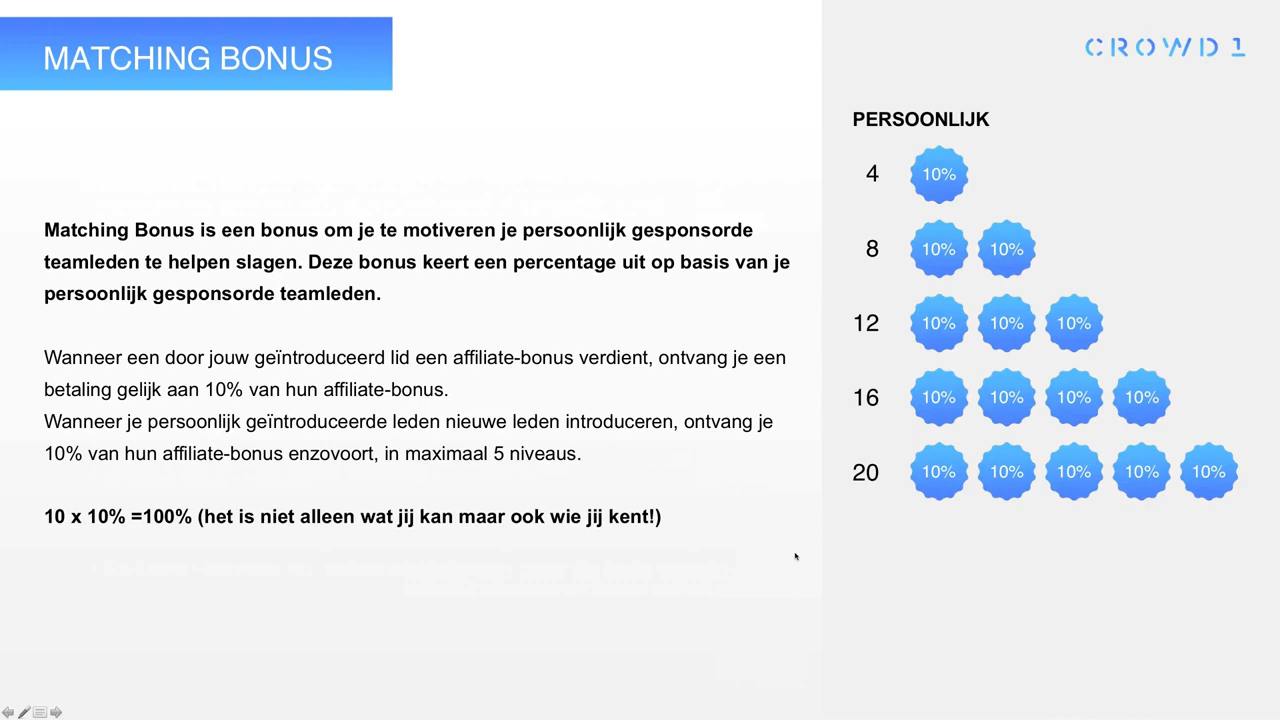 MATCHING BONUS
CROWD1
Matching Bonus is een bonus om je te motiveren je persoonlijk gesponsorde
teamleden te helpen slagen. Deze bonus keert een percentage uit op basis van je
persoonlijk gesponsorde teamleden.
Wanneer een door jouw geïntroduceerd lid een affiliate-bonus verdient, ontvang je een
betaling gelijk aan 10% van hun affiliate-bonus.
Wanneer je persoonlijk geïntroduceerde leden nieuwe leden introduceren, ontvang je
10% van hun affiliate-bonus enzovoort, in maximaal 5 niveaus.
10 x 10% =100% (het is niet alleen wat jij kan maar ook wie jij kent!)
PERSOONLIJK
4 10%
8 10% 10%
12 10% 10% 10%
16 10% 10% 10% 10%
20 10% 10% 10% 10% 10%